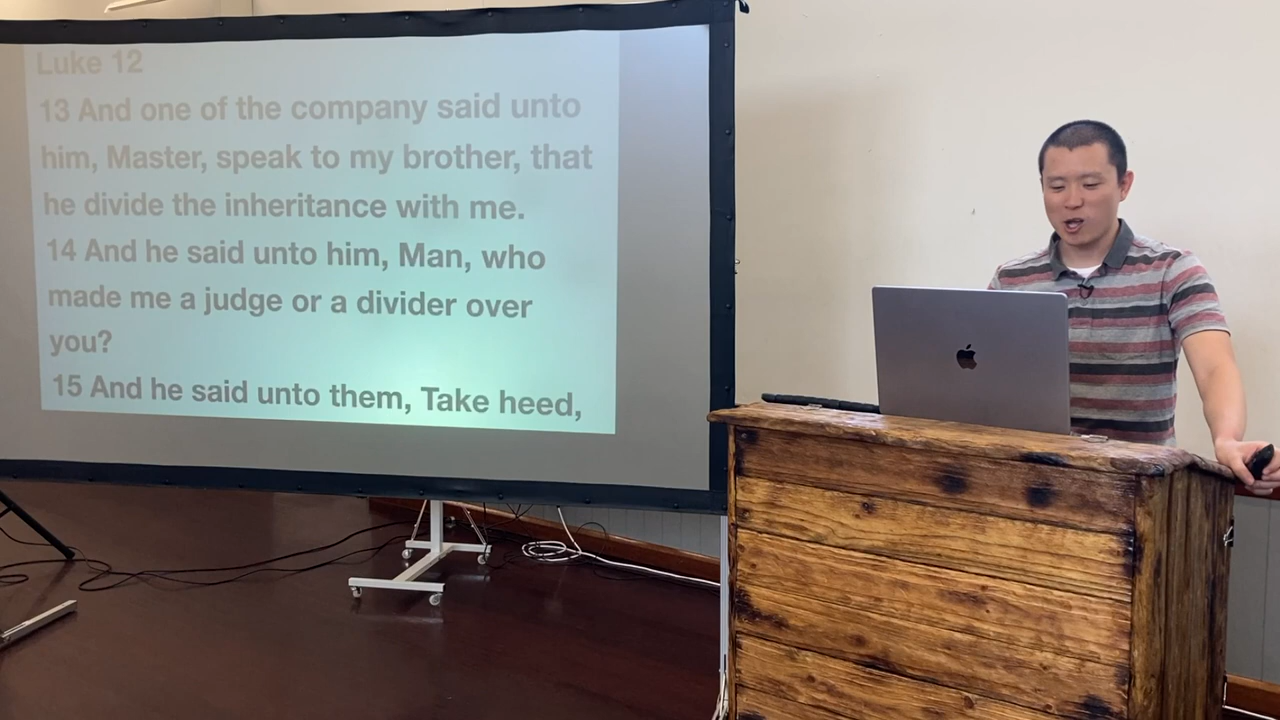 Luke 12
13 And one of the company said unto
him, Master, speak to my brother, that
he divide the inheritance with me.
14 And he said unto him, Man, who
made me a judge or a divider over
you?
15 And he said unto them, Take heed,